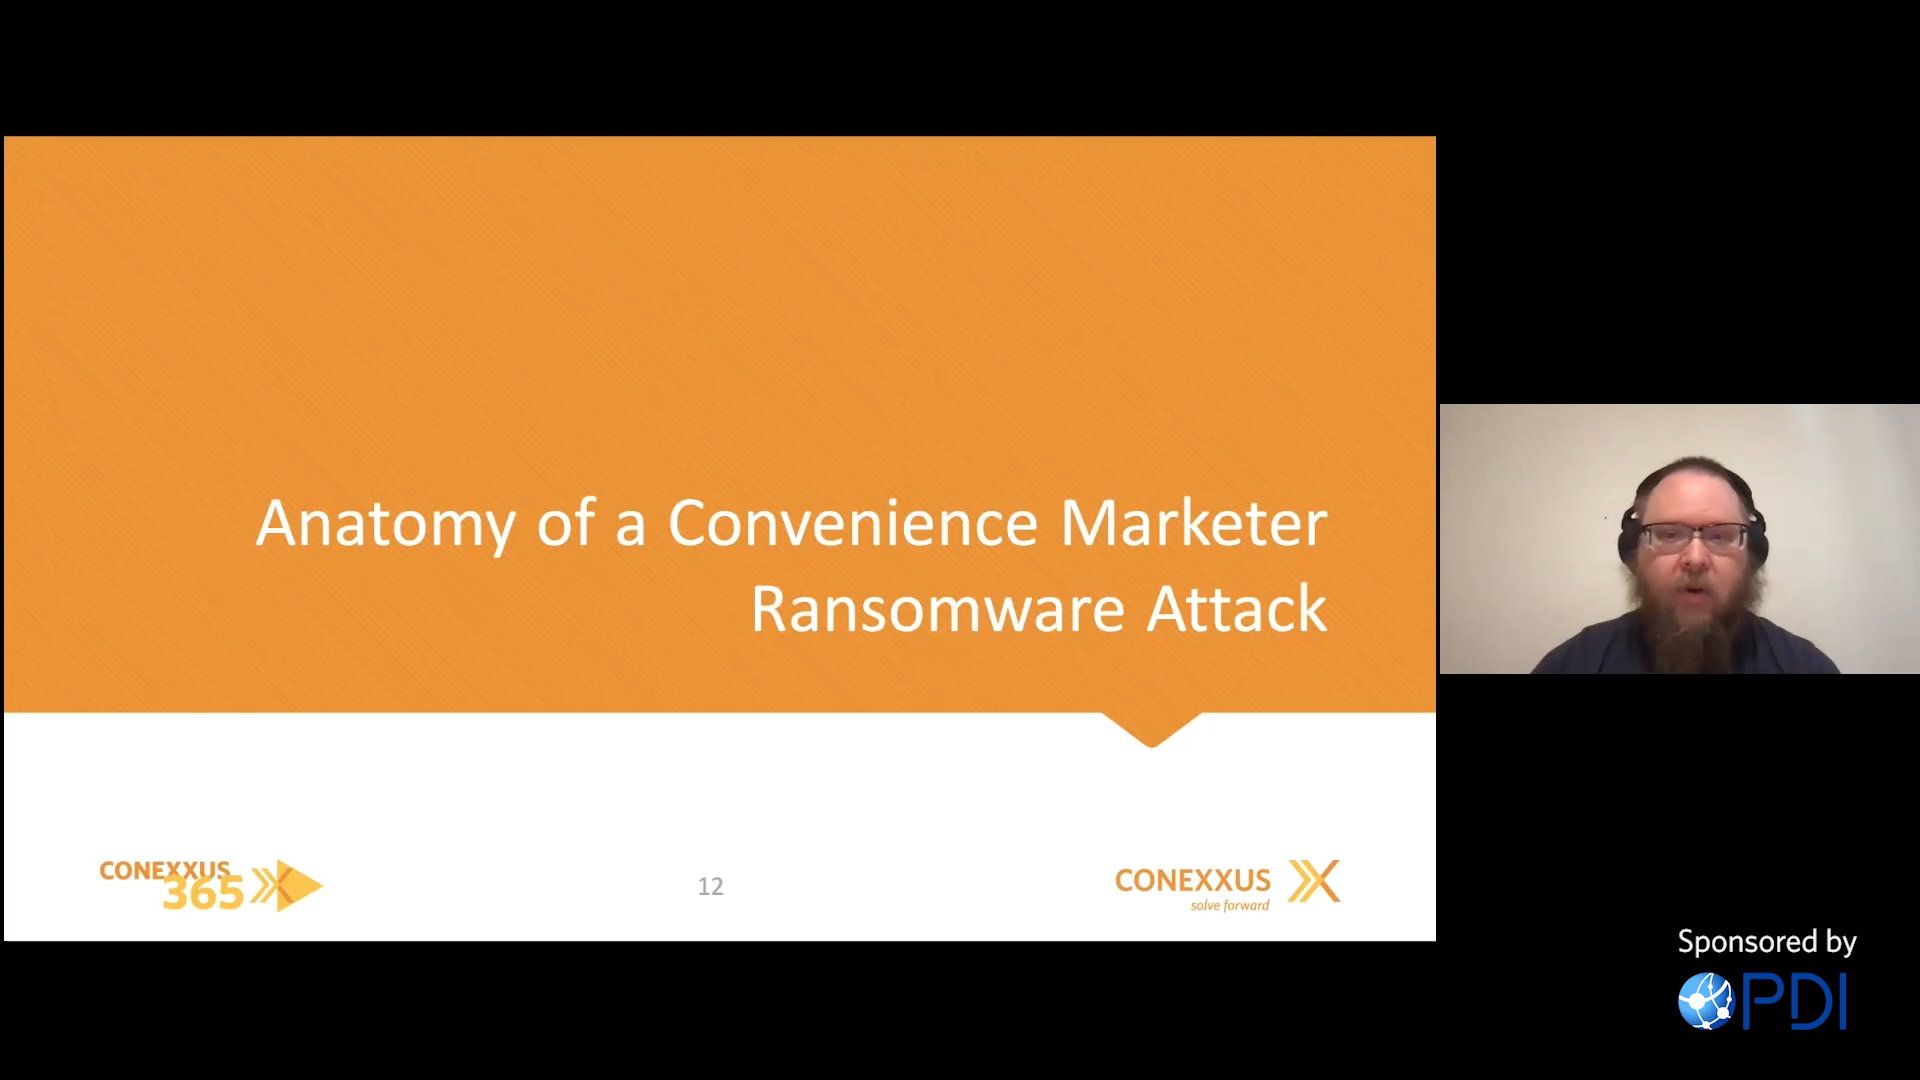 Anatomy of a Convenience Marketer
Ransomware Attack
CONEXXUS
365
12
CONEXXUS
solve forward
Sponsored by
PDI